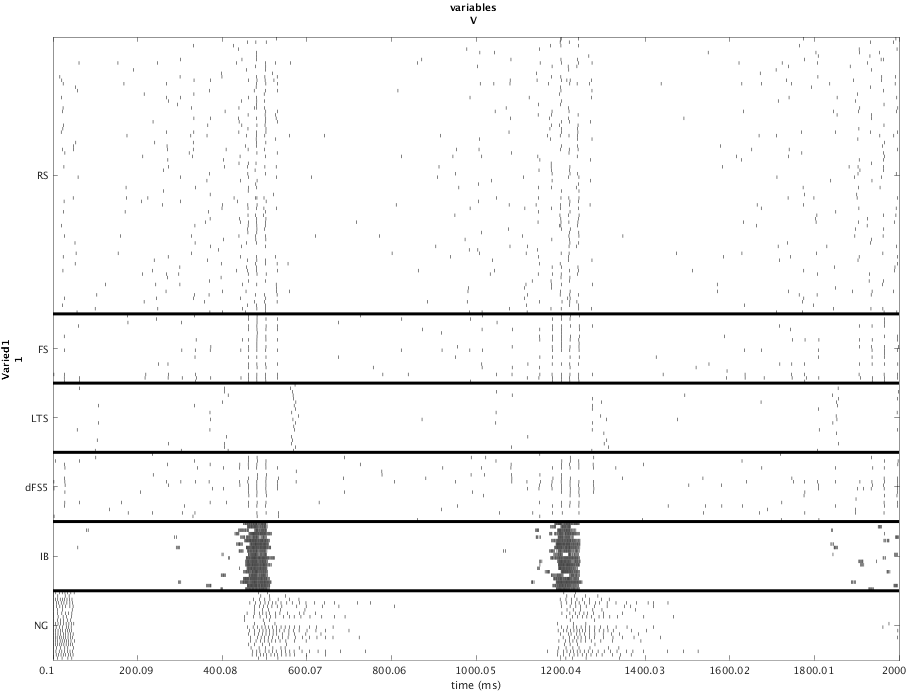 variables
V
RS
FS
LTS
dFS5
IB
NG
Varied1
1
0.1 200.09 400.08 600.07 800.06 1000.05 1200.04 1400.03 1600.02 1800.01 2000
time (ms)